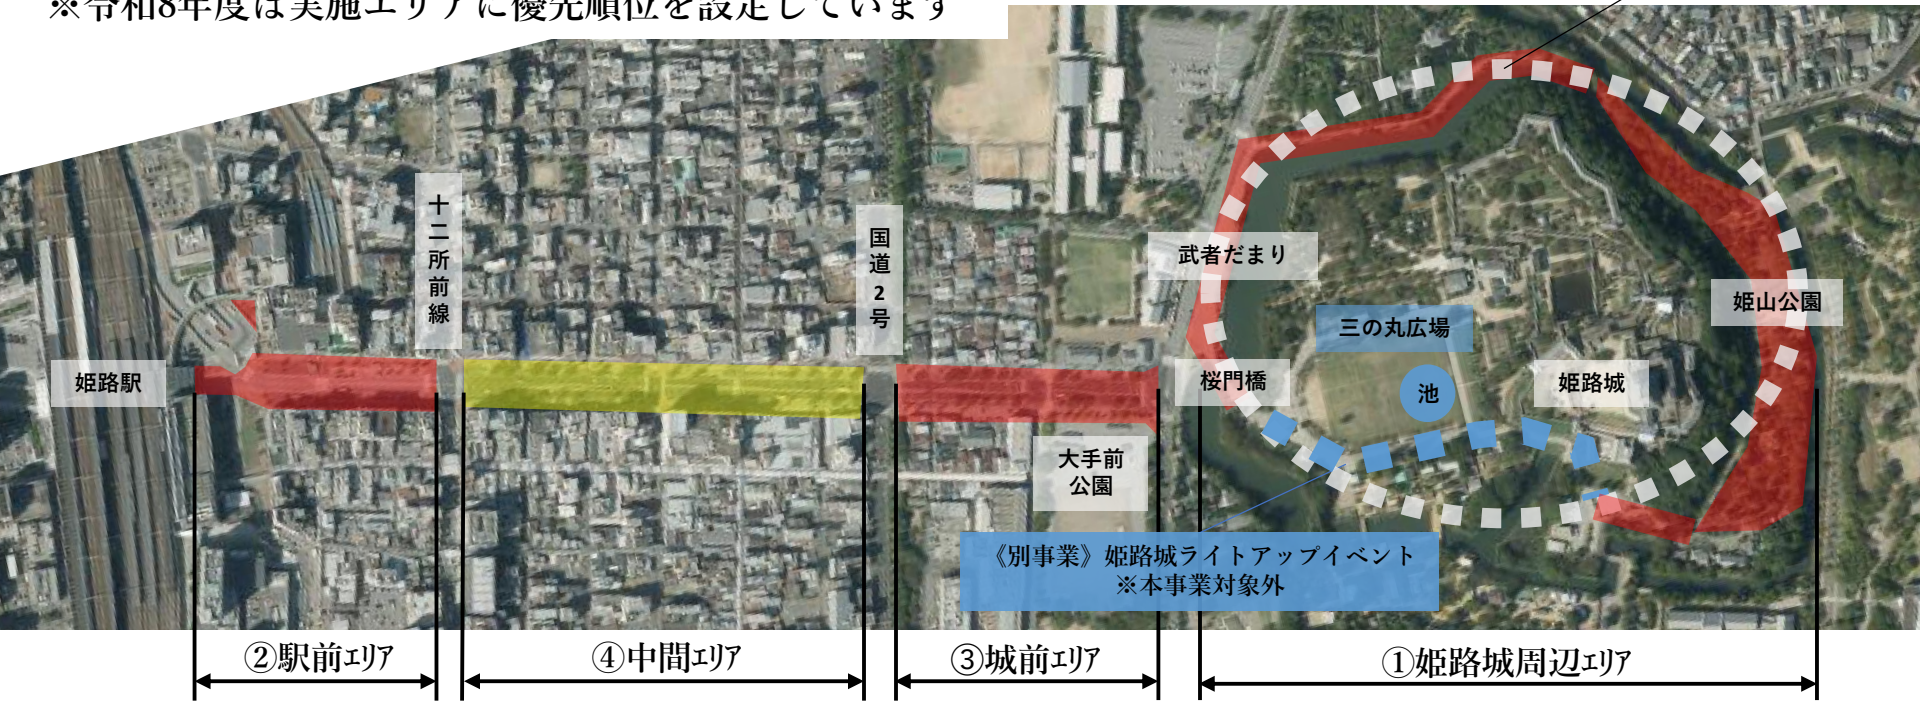 ※令和8年度は実施エリアに優先順位を設定しています
十二所前線
国道2号
武者だまり
姫山公園
三の丸広場
姫路駅
桜門橋
池
姫路城
大手前
公園
《別事業》姫路城ライトアップイベント
※本事業対象外
②駅前エリア
④中間エリア
③城前エリア
①姫路城周辺エリア